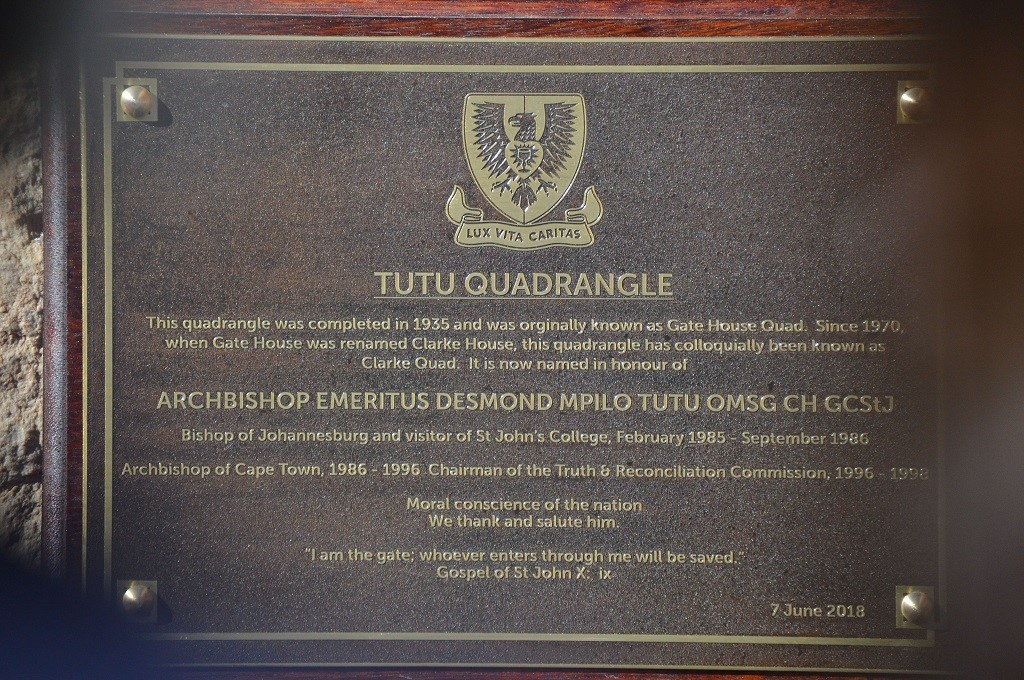 LUX VITA CARITAS
TUTU QUADRANGLE
This quadrangle was completed in 1935 and was orginally known as Gate House Quad. Since 1970,
when Gate House was renamed Clarke House, this quadrangle has colloquially been known as
Clarke Quad. It is now named in honour of
ARCHBISHOP EMERITUS DESMOND MPILO TUTU OMSG CH GCStJ
Bishop of Johannesburg and visitor of St John's College, February 1985 - September 1986
Archbishop of Cape Town, 1986 - 1996 Chairman of the Truth & Reconciliation Commission, 1996 - 1998
Moral conscience of the nation
We thank and salute him.
"I am the gate; whoever enters through me will be saved."
Gospel of St John X: ix
7 June 2018